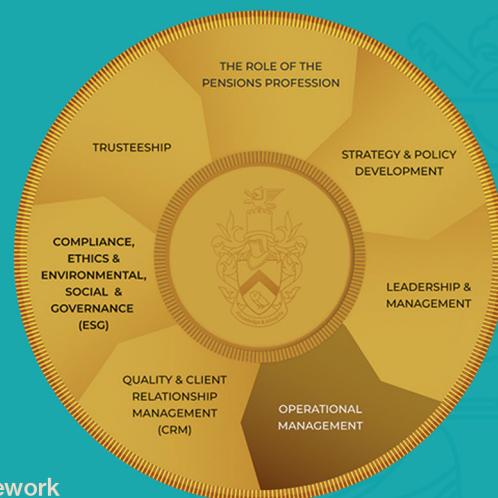 THE ROLE OF THE
PENSIONS PROFESSION
STRATEGY & POLICY
DEVELOPMENT
LEADERSHIP &
MANAGEMENT
OPERATIONAL
MANAGEMENT
QUALITY & CLIENT
RELATIONSHIP
MANAGEMENT
(CRM)
COMPLIANCE,
ETHICS &
ENVIRONMENTAL,
SOCIAL &
GOVERNANCE
(ESG)
TRUSTEESHIP
ework